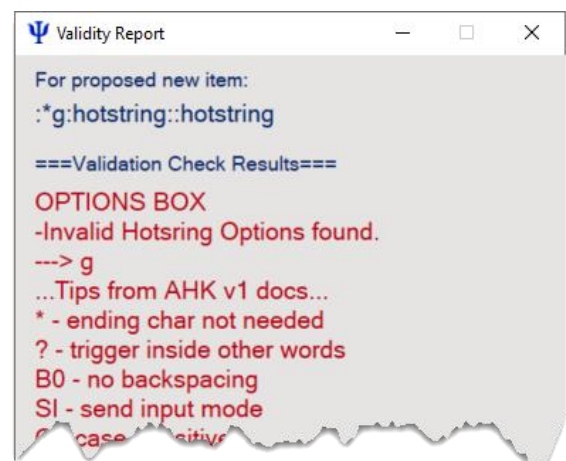 Validity Report
For proposed new item:
:*g:hotstring::hotstring
===Validation Check Results===
OPTIONS BOX
-Invalid Hotsring Options found.
---> g
...Tips from AHK v1 docs...
* - ending char not needed
? - trigger inside other words
B0 - no backspacing
SI - send input mode
case